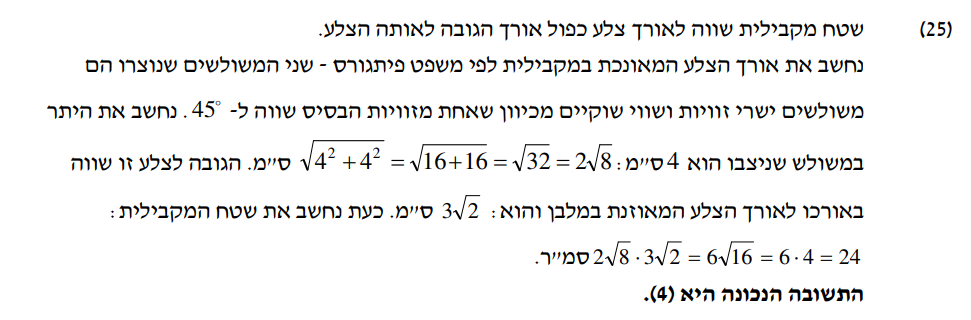 (25) שטח מקבילית שווה לאורך צלע כפול אורך הגובה לאותה הצלע.
נחשב את אורך הצלע המאונכת במקבילית לפי משפט פיתגורס - שני המשולשים שנוצרו הם
משולשים ישרי זוויות ושווי שוקיים מכיוון שאחת מזוויות הבסיס שווה ל- 45°. נחשב את היתר
במשולש שניצבו הוא 4 ס״מ: √(4² + 4²) = √(16+16) = √32 = 2√8 ס״מ. הגובה לצלע זו שווה
באורכו לאורך הצלע המאוזנת במלבן והוא: 3√2 ס״מ. כעת נחשב את שטח המקבילית:
2√8 · 3√2 = 6√16 = 6 · 4 = 24 סמ״ר.
התשובה הנכונה היא (4).